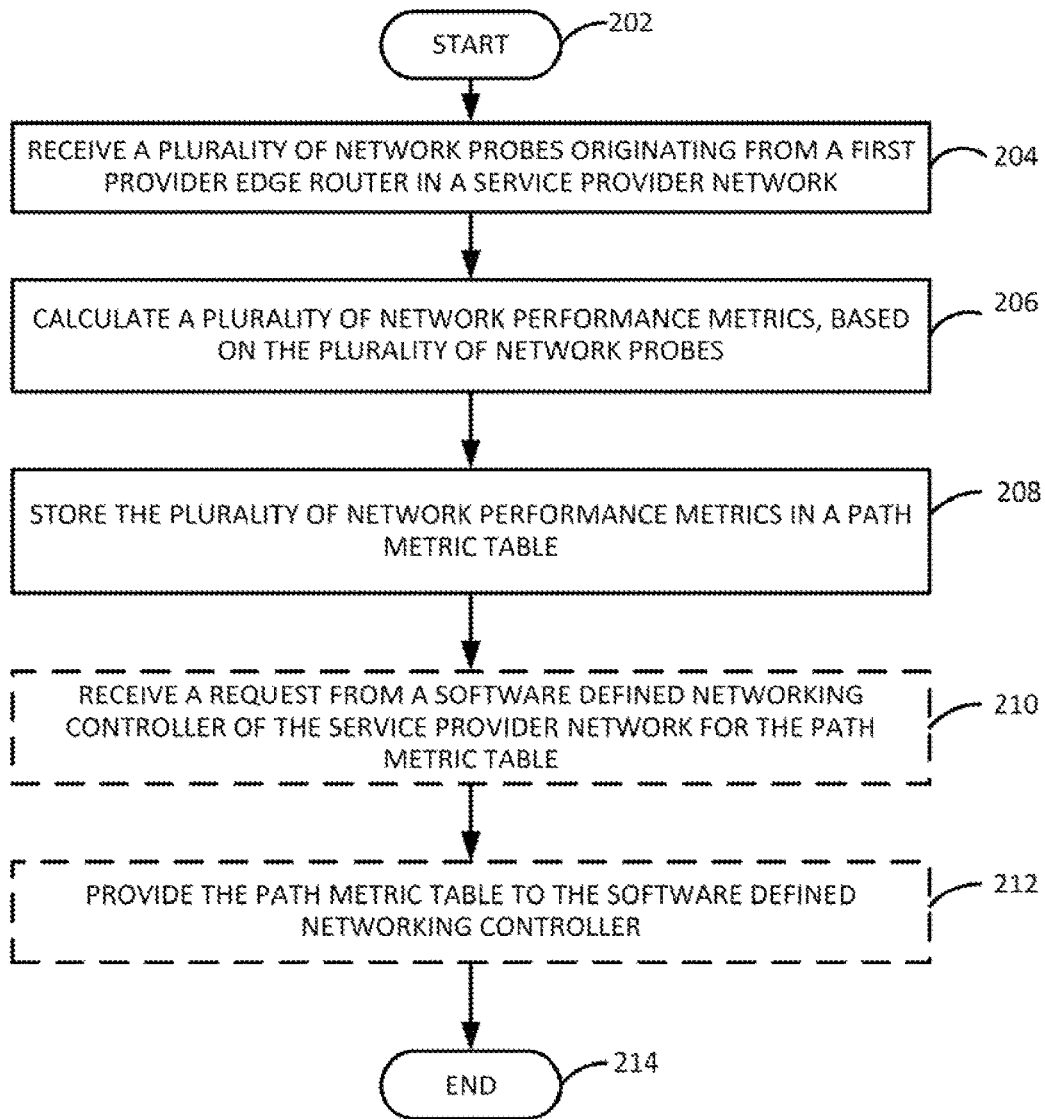 START
202
RECEIVE A PLURALITY OF NETWORK PROBES ORIGINATING FROM A FIRST
PROVIDER EDGE ROUTER IN A SERVICE PROVIDER NETWORK
204
CALCULATE A PLURALITY OF NETWORK PERFORMANCE METRICS, BASED
ON THE PLURALITY OF NETWORK PROBES
206
STORE THE PLURALITY OF NETWORK PERFORMANCE METRICS IN A PATH
METRIC TABLE
208
RECEIVE A REQUEST FROM A SOFTWARE DEFINED NETWORKING
CONTROLLER OF THE SERVICE PROVIDER NETWORK FOR THE PATH
METRIC TABLE
210
PROVIDE THE PATH METRIC TABLE TO THE SOFTWARE DEFINED
NETWORKING CONTROLLER
212
END
214